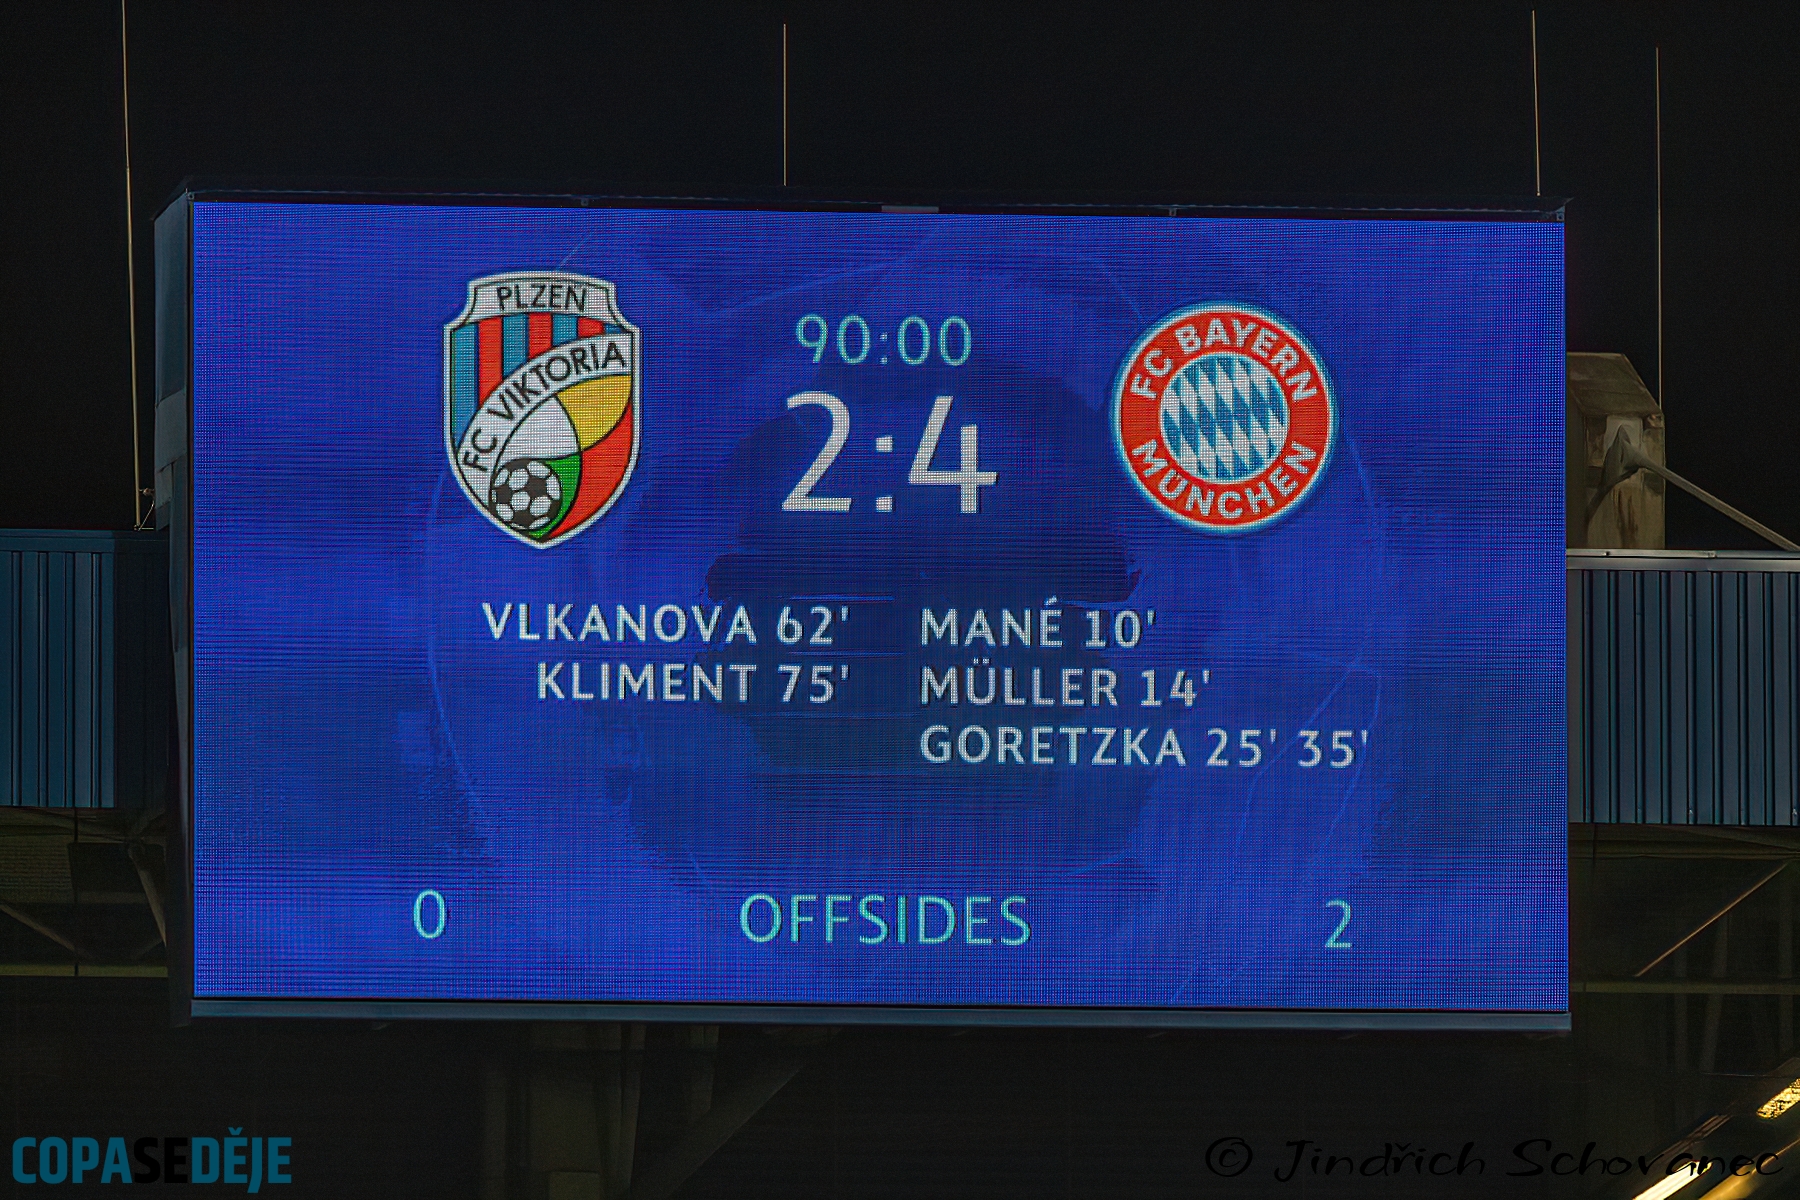 PLZEŇ
FC VIKTORIA
90:00
2:4
FC BAYERN
MÜNCHEN
VLKANOVA 62'
KLIMENT 75'
MANÉ 10'
MÜLLER 14'
GORETZKA 25' 35'
0 OFFSIDES 2
COPASEDĚJE
© Jindřich Schovanec